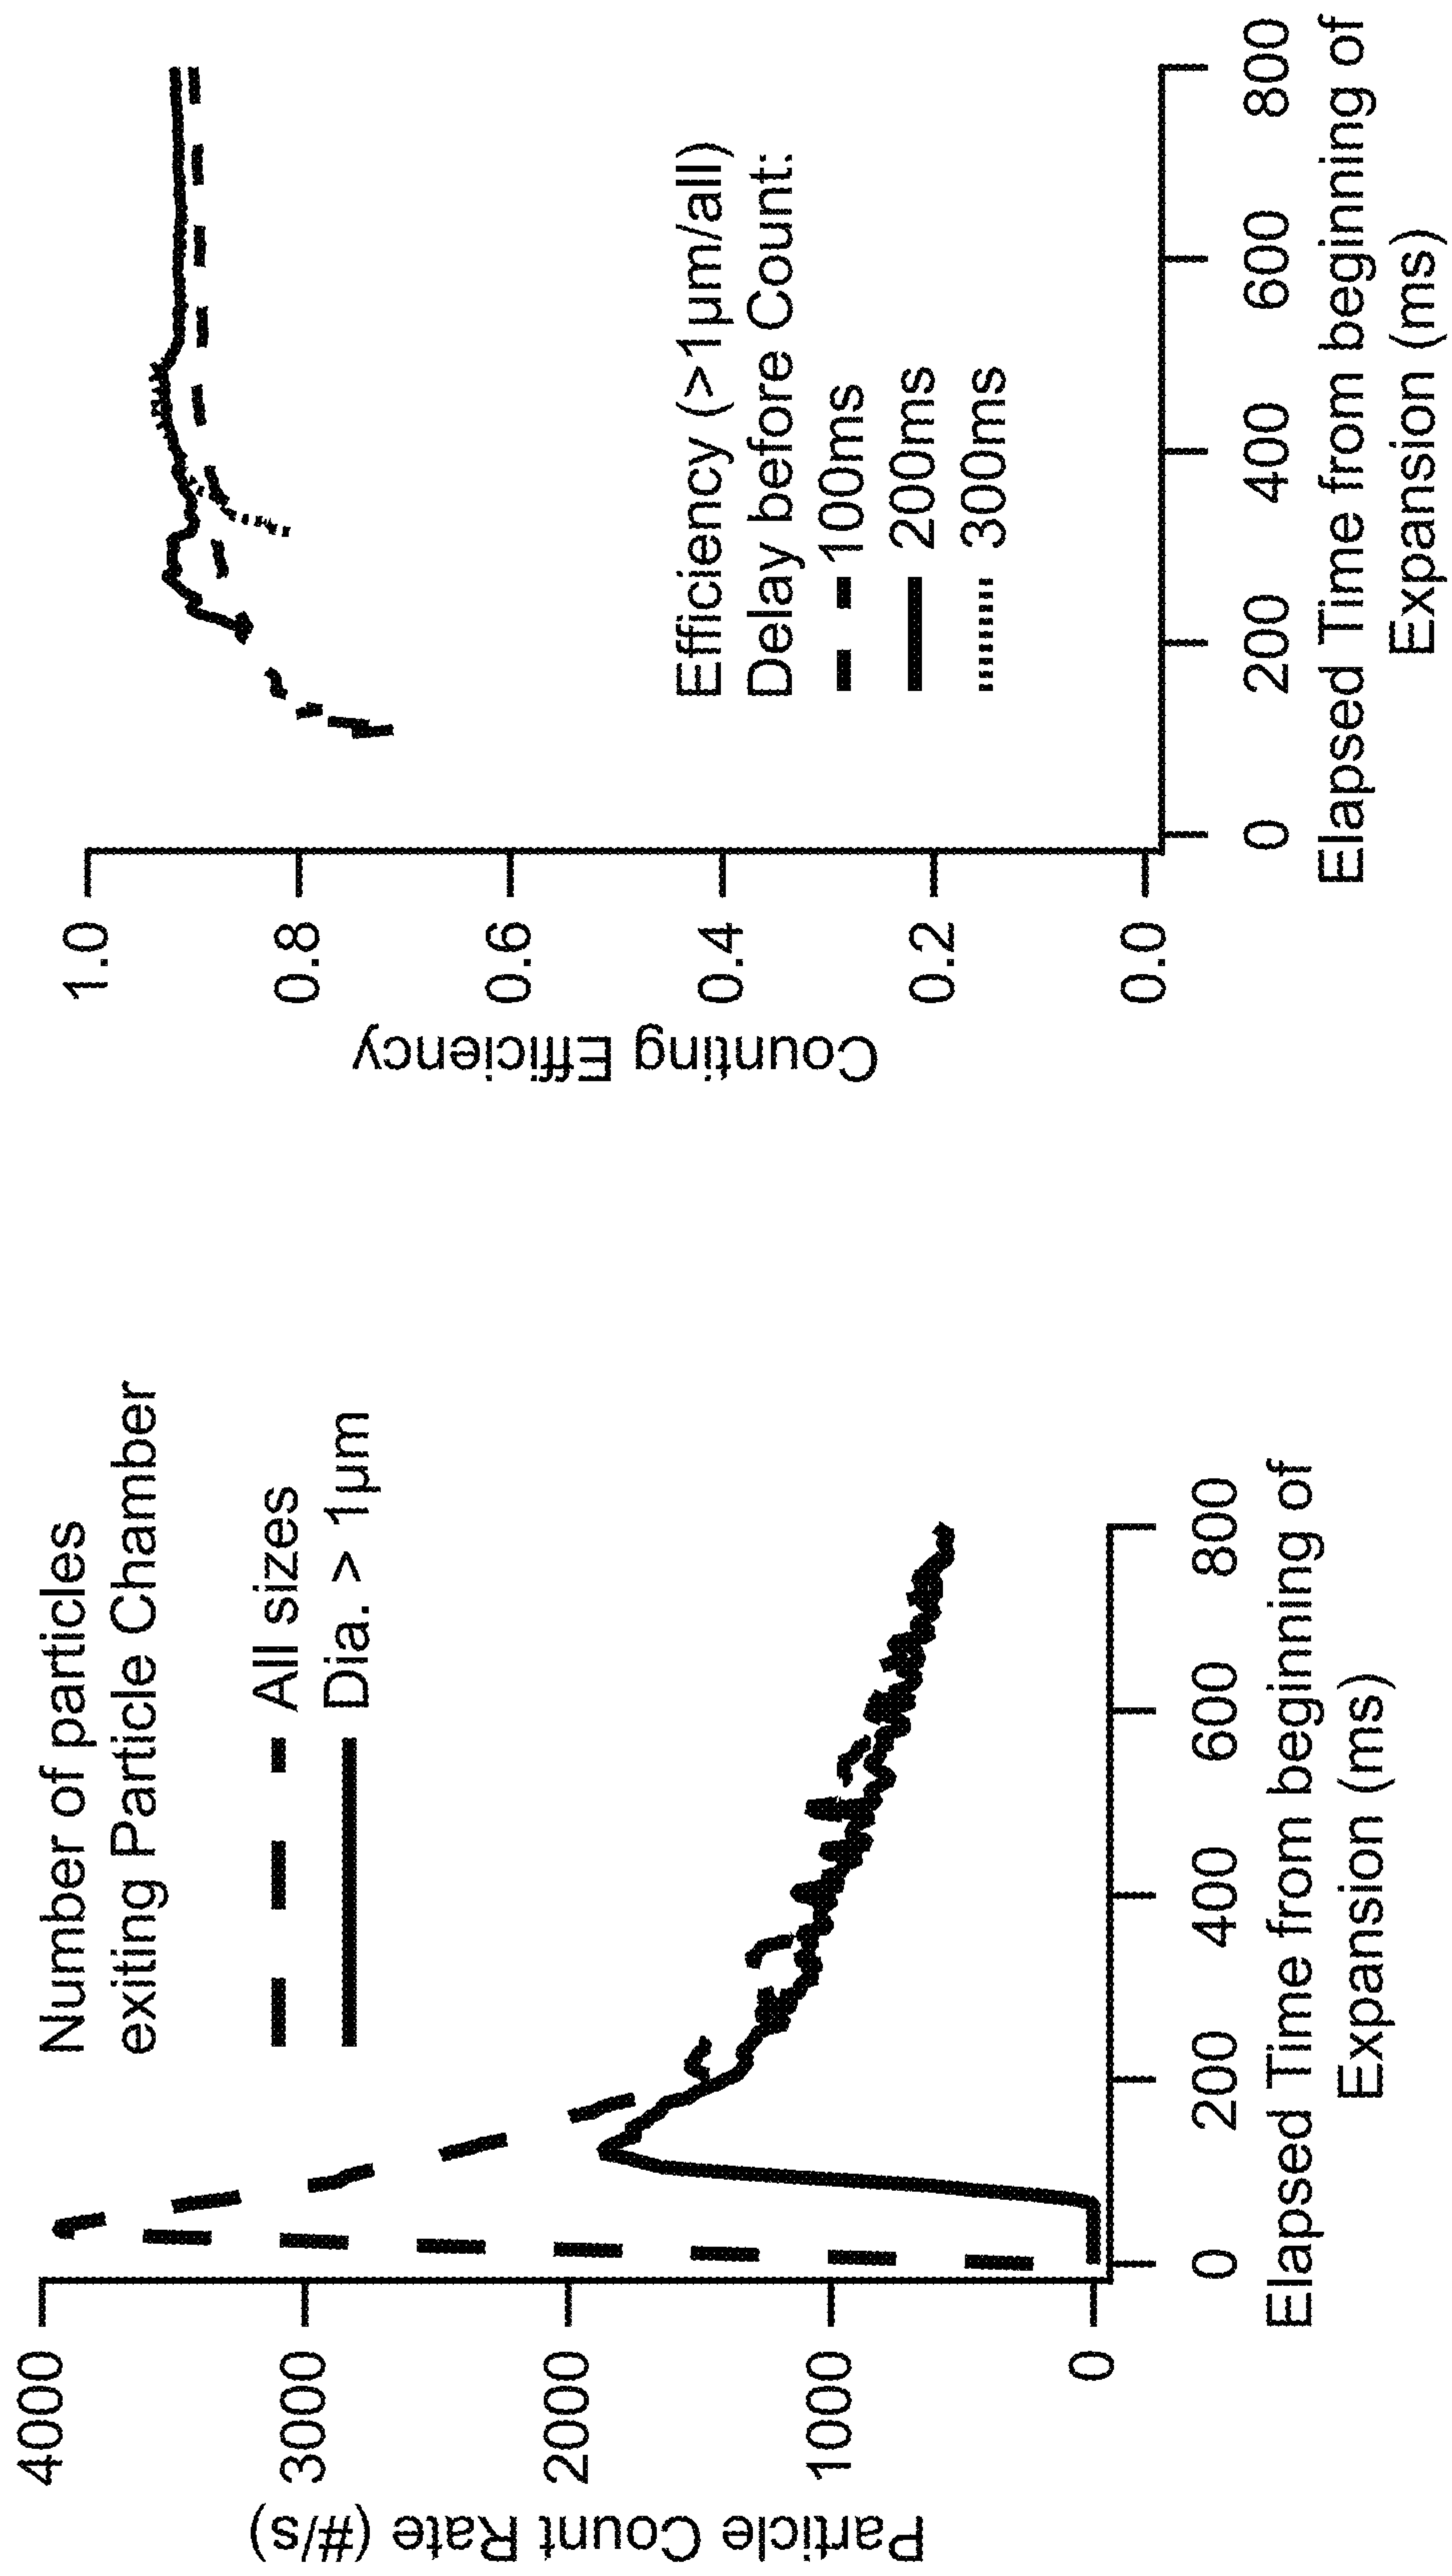 Number of particles
exiting Particle Chamber
All sizes
Dia. > 1µm
4000
3000
2000
1000
0
Particle Count Rate (#/s)
0
200
400
600
800
Elapsed Time from beginning of
Expansion (ms)
1.0
0.8
0.6
0.4
0.2
0.0
Counting Efficiency
Efficiency (>1µm/all)
Delay before Count:
100ms
200ms
300ms
0
200
400
600
800
Elapsed Time from beginning of
Expansion (ms)